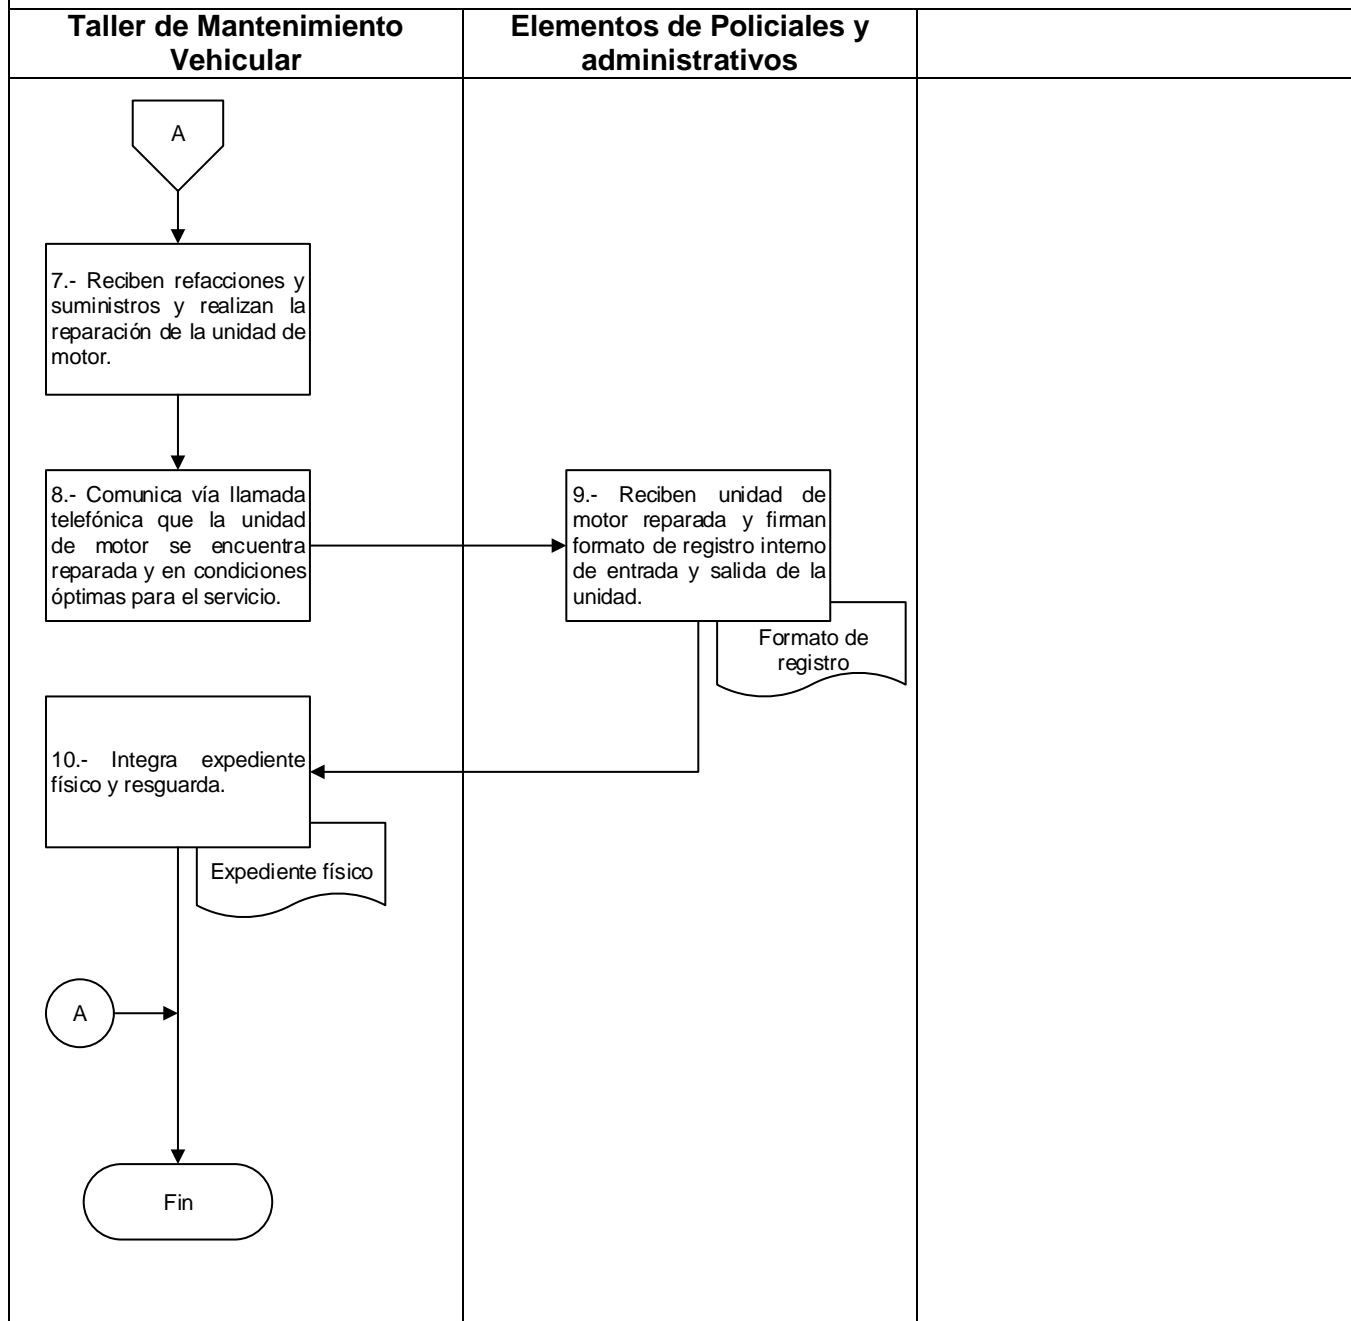 Taller de Mantenimiento
Vehicular
Elementos de Policiales y
administrativos
A
7.- Reciben refacciones y
suministros y realizan la
reparación de la unidad de
motor.
8.- Comunica vía llamada
telefónica que la unidad
de motor se encuentra
reparada y en condiciones
óptimas para el servicio.
9.- Reciben unidad de
motor reparada y firman
formato de registro interno
de entrada y salida de la
unidad.
Formato de
registro
10.- Integra expediente
físico y resguarda.
Expediente físico
A
Fin